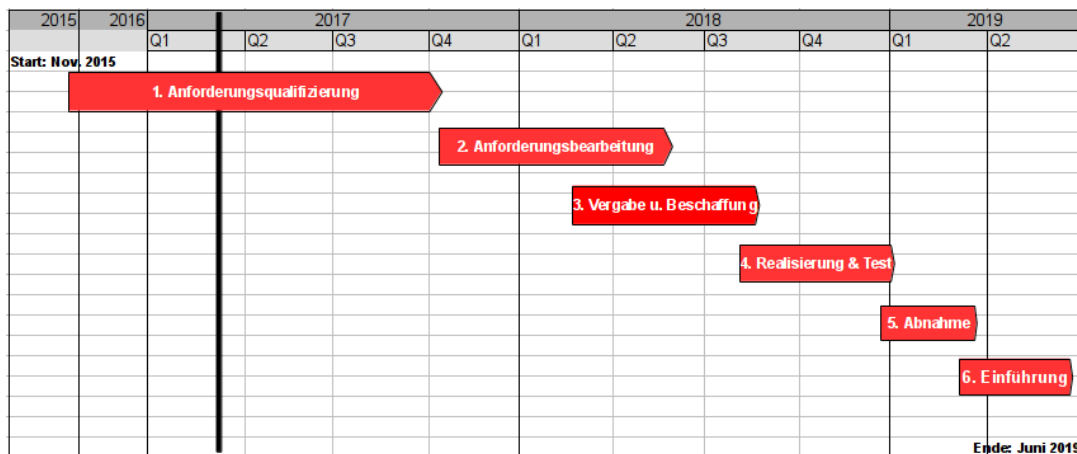 2015 2016 2017 2018 2019
Q1 Q2 Q3 Q4 Q1 Q2 Q3 Q4 Q1 Q2
Start: Nov. 2015
1. Anforderungsqualifizierung
2. Anforderungsbearbeitung
3. Vergabe u. Beschaffung
4. Realisierung & Test
5. Abnahme
6. Einführung
Ende: Juni 2019